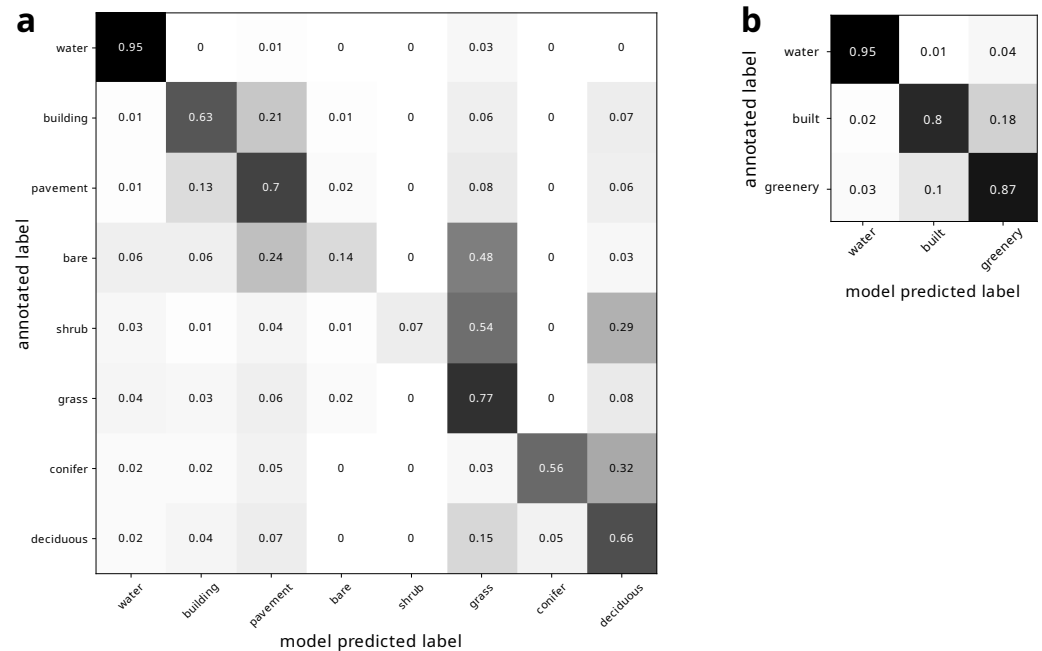 a
annotated label
water 0.95 0 0.01 0 0 0.03 0 0
building 0.01 0.63 0.21 0.01 0 0.06 0 0.07
pavement 0.01 0.13 0.7 0.02 0 0.08 0 0.06
bare 0.06 0.06 0.24 0.14 0 0.48 0 0.03
shrub 0.03 0.01 0.04 0.01 0.07 0.54 0 0.29
grass 0.04 0.03 0.06 0.02 0 0.77 0 0.08
conifer 0.02 0.02 0.05 0 0 0.03 0.56 0.32
deciduous 0.02 0.04 0.07 0 0 0.15 0.05 0.66
water building pavement bare shrub grass conifer deciduous
model predicted label
b
annotated label
water 0.95 0.01 0.04
built 0.02 0.8 0.18
greenery 0.03 0.1 0.87
water built greenery
model predicted label